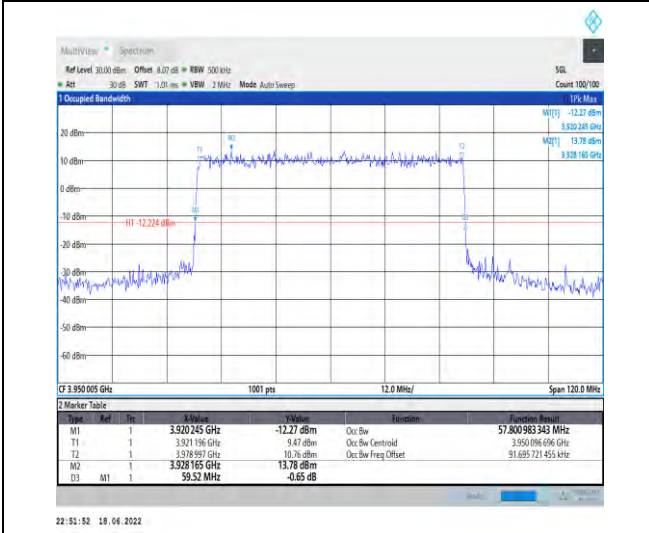 MultiView Spectrum
Ref Level 30.00 dBm Offset 8.07 dB RBW 500 kHz SGL
Att 30 dB SWT 1.01 ms VBW 2 MHz Mode Auto Sweep Count 100/100
1 Occupied Bandwidth 1Pk Max
M1[1] -12.27 dBm
3.920 245 GHz
M2[1] 13.78 dBm
3.928 165 GHz
20 dBm
M2
T1
T2
10 dBm
0 dBm
-10 dBm
M1
D3
H1 -12.224 dBm
-20 dBm
-30 dBm
-40 dBm
-50 dBm
-60 dBm
CF 3.950 005 GHz 1001 pts 12.0 MHz/ Span 120.0 MHz
2 Marker Table
Type Ref Trc X-Value Y-Value Function Function Result
M1 1 3.920 245 GHz -12.27 dBm Occ Bw 57.800 983 343 MHz
T1 1 3.921 196 GHz 9.47 dBm Occ Bw Centroid 3.950 096 696 GHz
T2 1 3.978 997 GHz 10.76 dBm Occ Bw Freq Offset 91.695 721 455 kHz
M2 1 3.928 165 GHz 13.78 dBm
D3 M1 1 59.52 MHz -0.65 dB
22:51:52 18.06.2022